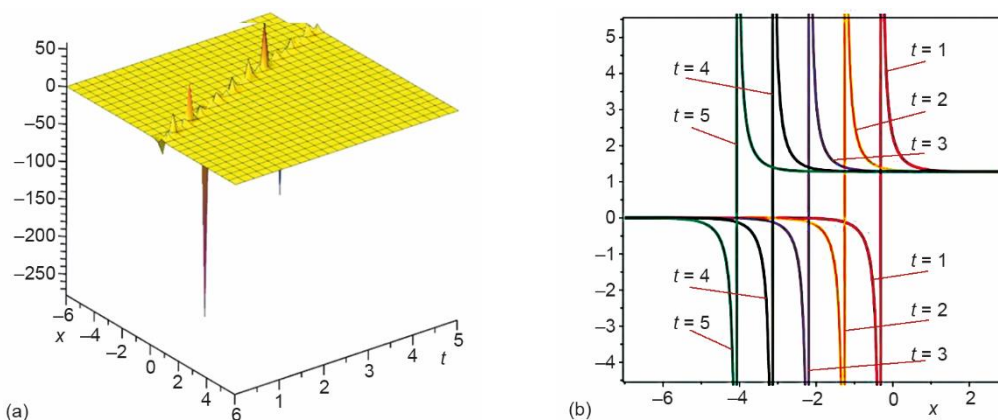 50
0
–50
–100
–150
–200
–250
–6
–4
–2
0
2
4
6
x
1
2
3
4
5
t
(a)
5
4
3
2
1
0
–1
–2
–3
–4
t = 4
t = 5
t = 1
t = 2
t = 3
t = 4
t = 5
t = 1
t = 2
t = 3
–6
–4
–2
0
x
2
(b)